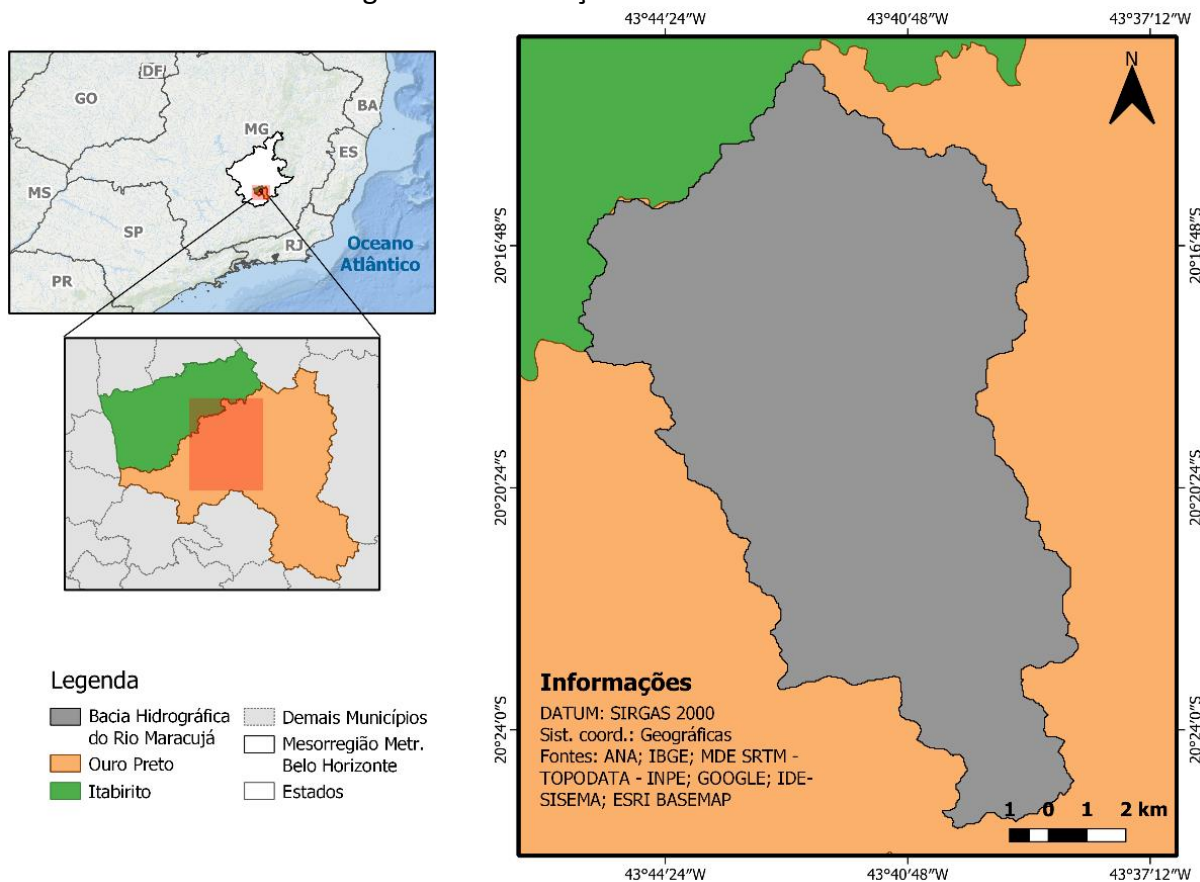 43°44'24"W 43°40'48"W 43°37'12"W
DF
GO
BA
MG
ES
MS
SP
RJ
PR
Oceano
Atlântico
N
20°16'48"S 20°16'48"S
20°20'24"S 20°20'24"S
20°24'0"S 20°24'0"S
Legenda
Bacia Hidrográfica
do Rio Maracujá
Ouro Preto
Itabirito
Demais Municípios
Mesorregião Metr.
Belo Horizonte
Estados
Informações
DATUM: SIRGAS 2000
Sist. coord.: Geográficas
Fontes: ANA; IBGE; MDE SRTM -
TOPODATA - INPE; GOOGLE; IDE-
SISEMA; ESRI BASEMAP
1 0 1 2 km
43°44'24"W 43°40'48"W 43°37'12"W